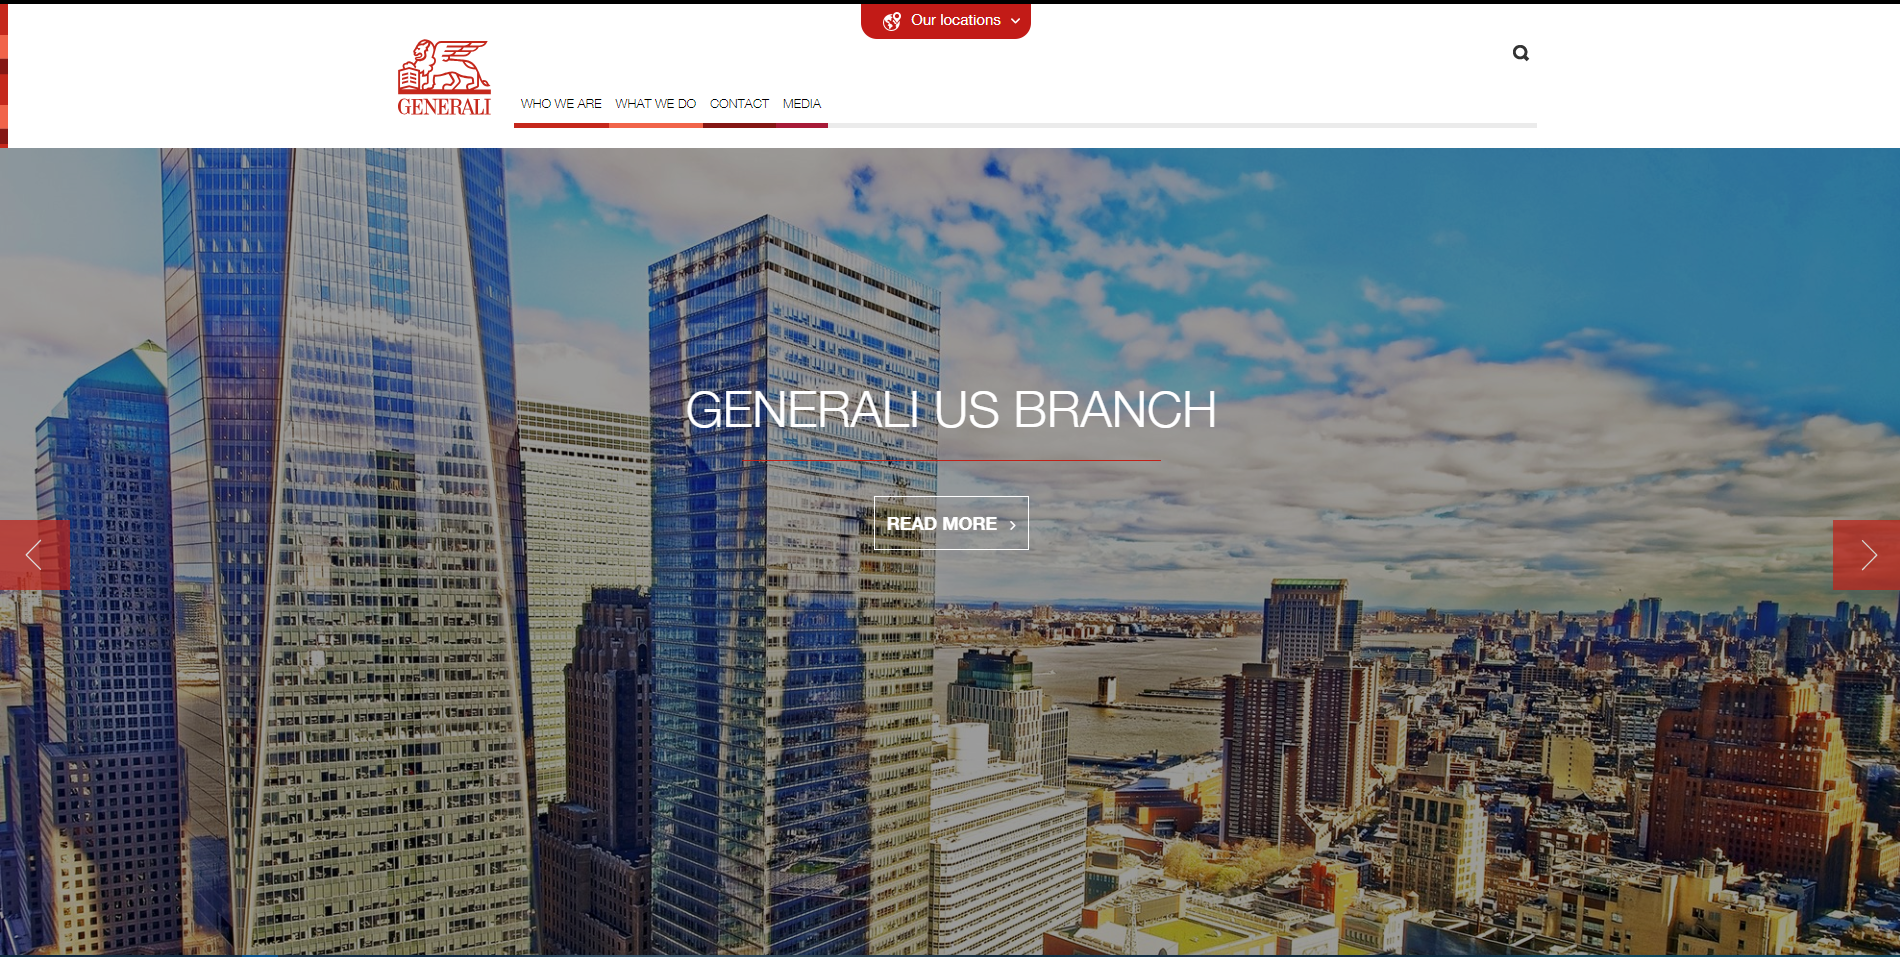 Our locations
GENERALI
WHO WE ARE WHAT WE DO CONTACT MEDIA
GENERALI US BRANCH
READ MORE